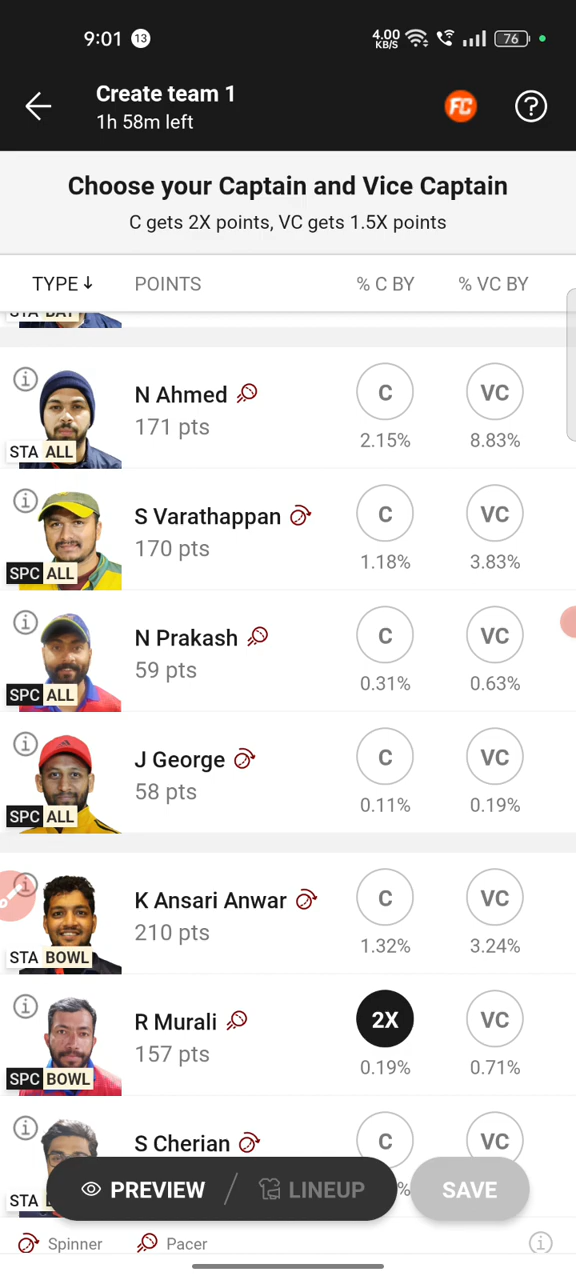 9:01 13 4.00 KB/S 76
Create team 1
1h 58m left
FC ?
Choose your Captain and Vice Captain
C gets 2X points, VC gets 1.5X points
TYPE↓ POINTS % C BY % VC BY
STA BAT
N Ahmed C VC
171 pts 2.15% 8.83%
STA ALL
S Varathappan C VC
170 pts 1.18% 3.83%
SPC ALL
N Prakash C VC
59 pts 0.31% 0.63%
SPC ALL
J George C VC
58 pts 0.11% 0.19%
SPC ALL
K Ansari Anwar C VC
210 pts 1.32% 3.24%
STA BOWL
R Murali 2X VC
157 pts 0.19% 0.71%
SPC BOWL
S Cherian C VC
STA %
PREVIEW / LINEUP SAVE
Spinner Pacer